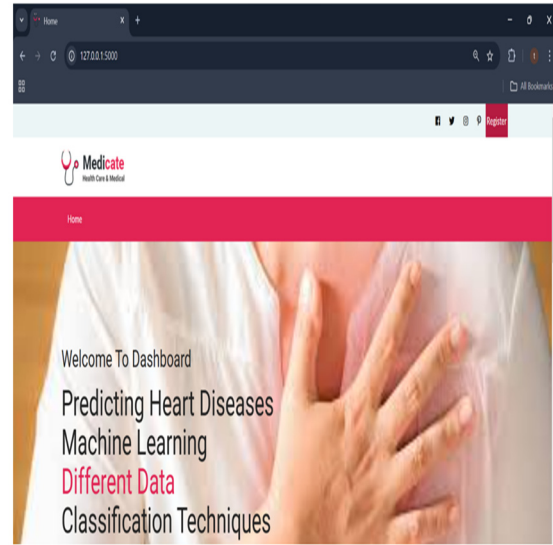 Home
127.0.0.1:5000
All Bookmarks
Register
Medicate
Health Care & Medical
Home
Welcome To Dashboard
Predicting Heart Diseases
Machine Learning
Different Data
Classification Techniques